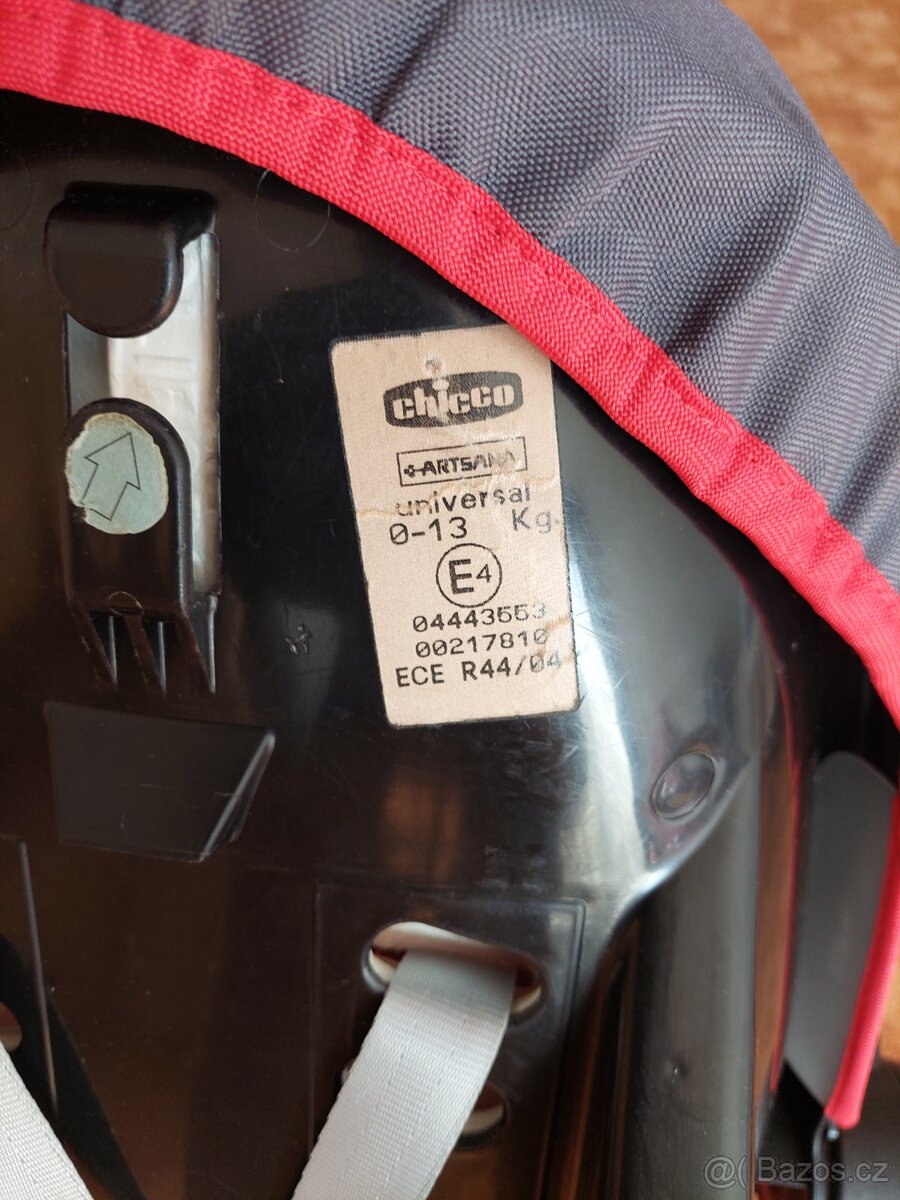 chicco
ARTSANA
universal
0-13 Kg.
E4
04443553
00217810
ECE R44/04
@( Bazos.cz